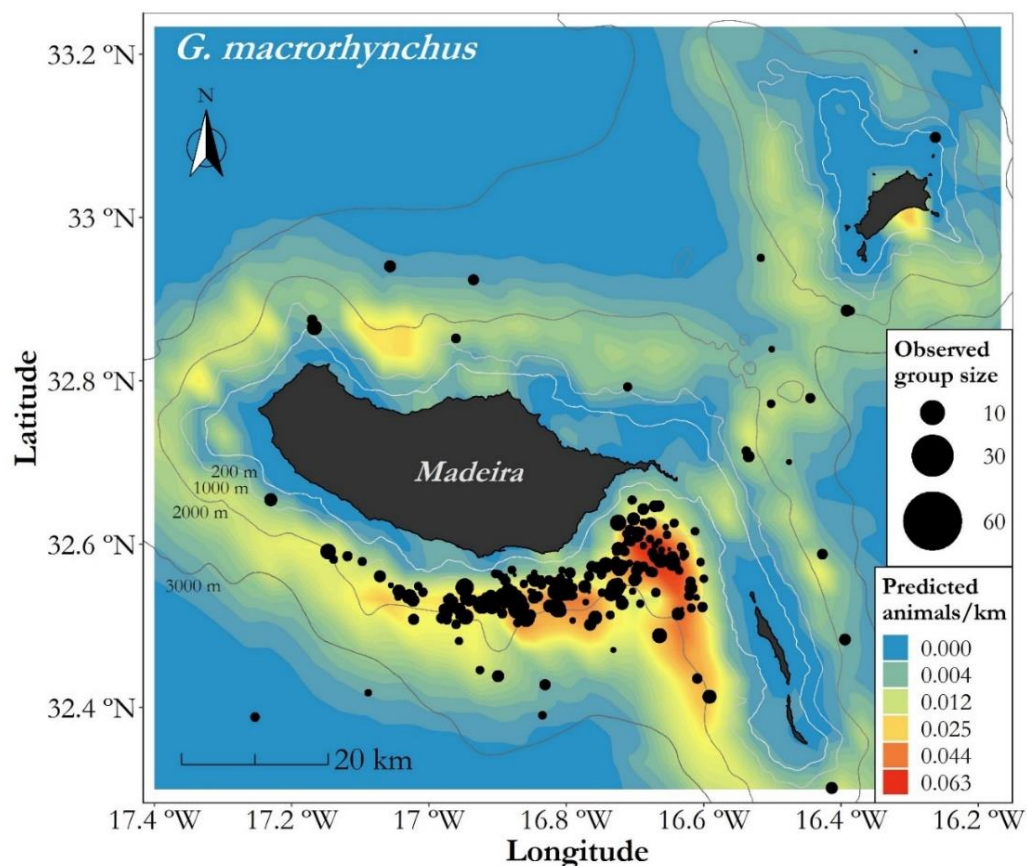 G. macrorhynchus
N
33.2 ºN
33 ºN
32.8 ºN
32.6 ºN
32.4 ºN
Latitude
Madeira
200 m
1000 m
2000 m
3000 m
Observed
group size
10
30
60
Predicted
animals/km
0.000
0.004
0.012
0.025
0.044
0.063
20 km
17.4 ºW
17.2 ºW
17 ºW
16.8 ºW
16.6 ºW
16.4 ºW
16.2 ºW
Longitude